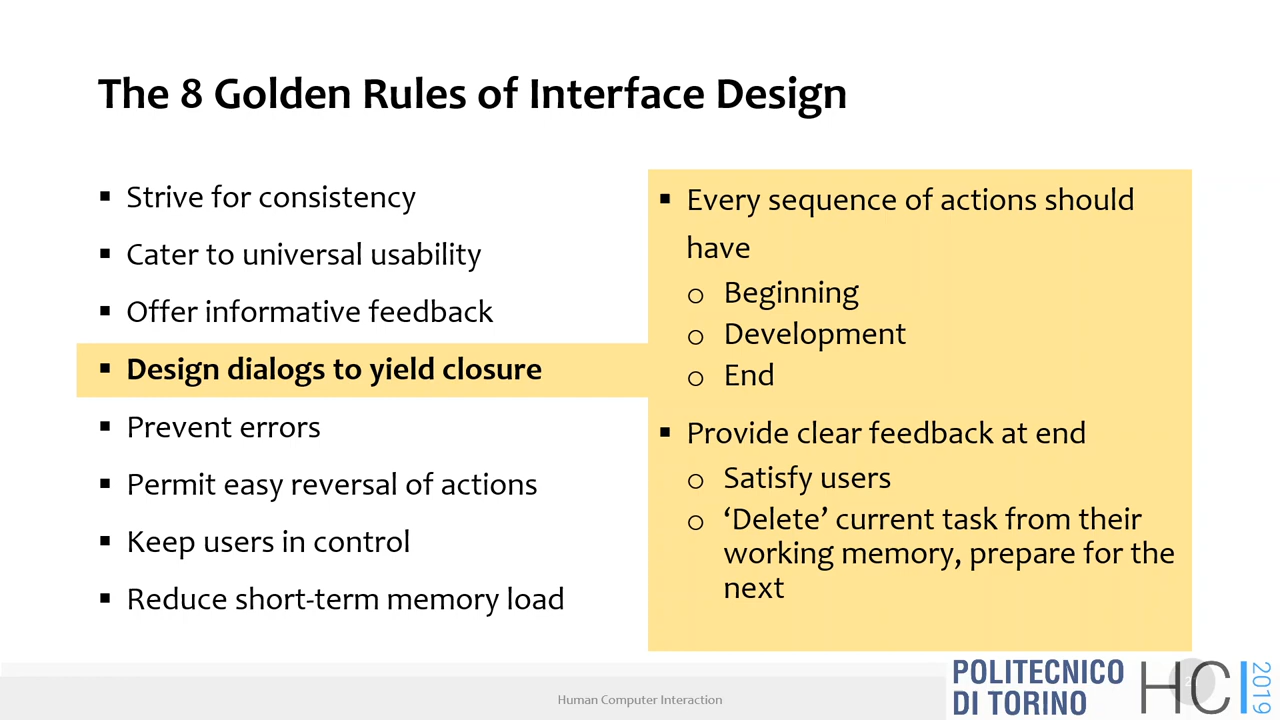 The 8 Golden Rules of Interface Design
▪ Strive for consistency
▪ Cater to universal usability
▪ Offer informative feedback
▪ Design dialogs to yield closure
▪ Prevent errors
▪ Permit easy reversal of actions
▪ Keep users in control
▪ Reduce short-term memory load
▪ Every sequence of actions should
have
o Beginning
o Development
o End
▪ Provide clear feedback at end
o Satisfy users
o ‘Delete’ current task from their
working memory, prepare for the
next
Human Computer Interaction
POLITECNICO
DI TORINO
HCI
2019